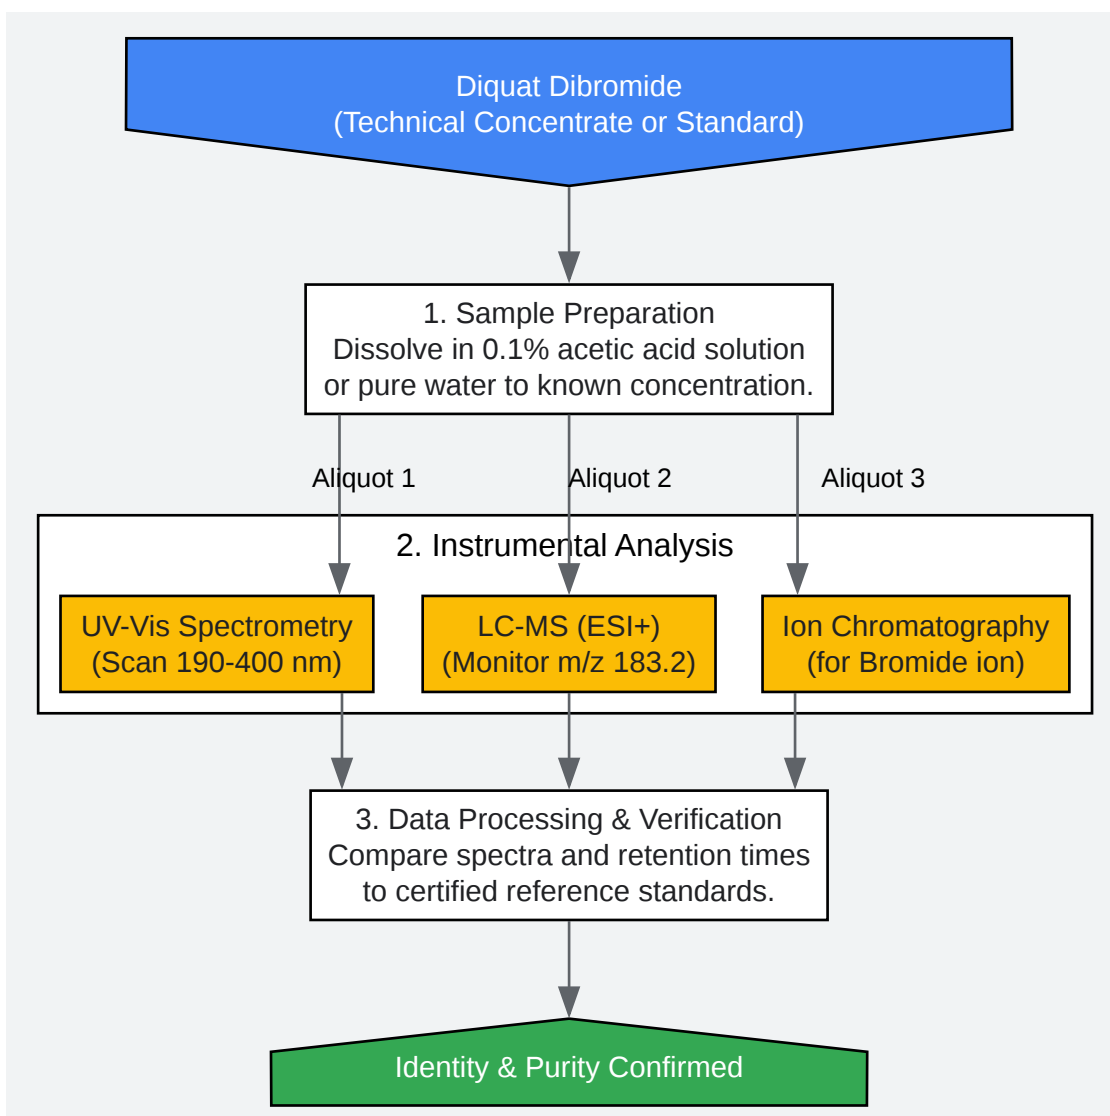 Diquat Dibromide
(Technical Concentrate or Standard)
1. Sample Preparation
Dissolve in 0.1% acetic acid solution
or pure water to known concentration.
Aliquot 1
Aliquot 2
Aliquot 3
2. Instrumental Analysis
UV-Vis Spectrometry
(Scan 190-400 nm)
LC-MS (ESI+)
(Monitor m/z 183.2)
Ion Chromatography
(for Bromide ion)
3. Data Processing & Verification
Compare spectra and retention times
to certified reference standards.
Identity & Purity Confirmed